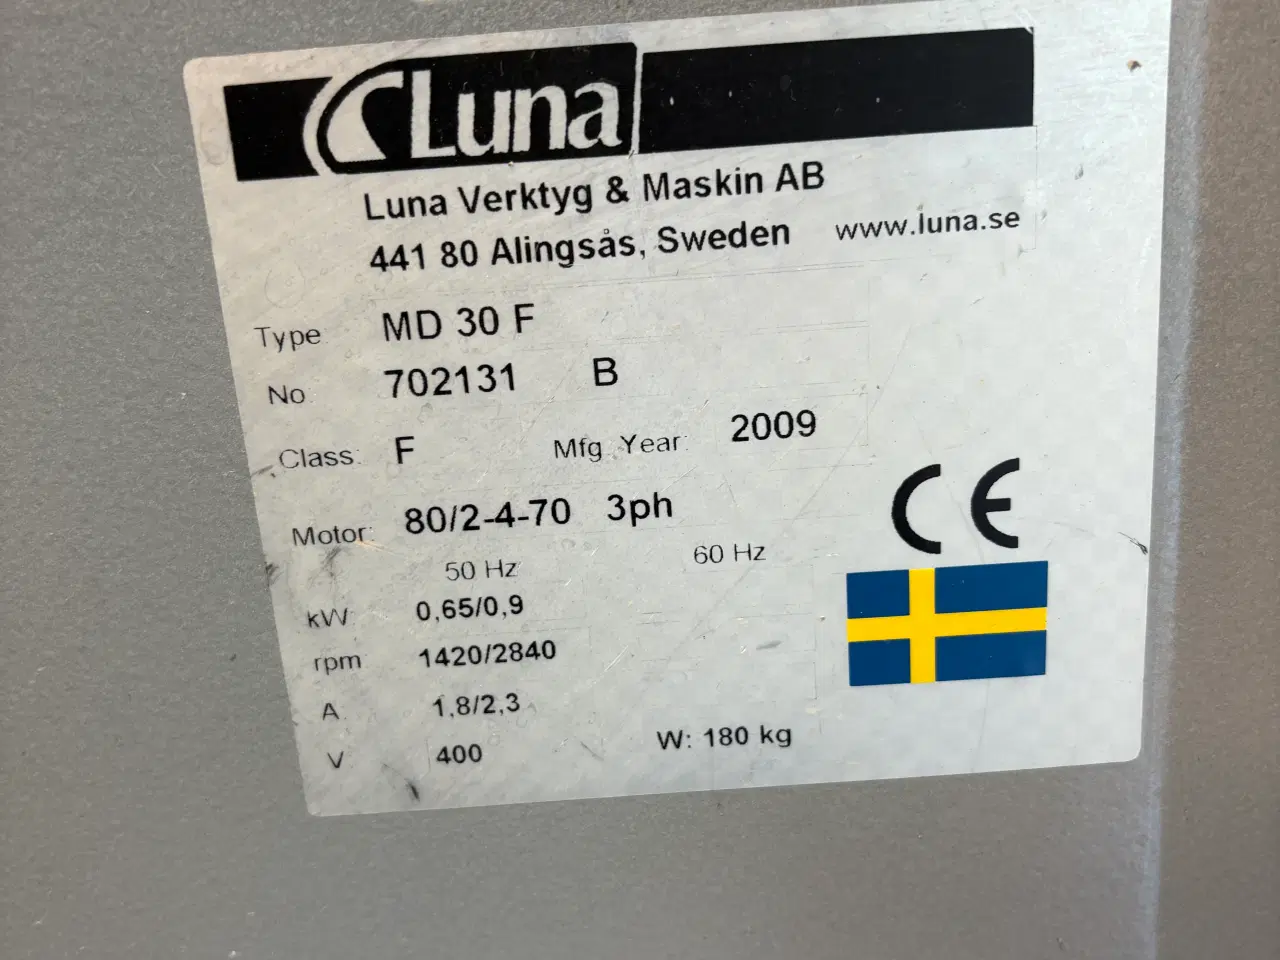 Luna
Luna Verktyg & Maskin AB
441 80 Alingsås, Sweden www.luna.se
Type MD 30 F
No. 702131 B
Class: F Mfg Year: 2009
Motor: 80/2-4-70 3ph
50 Hz 60 Hz
kW 0,65/0,9
rpm 1420/2840
A 1,8/2,3
V 400 W: 180 kg
CE